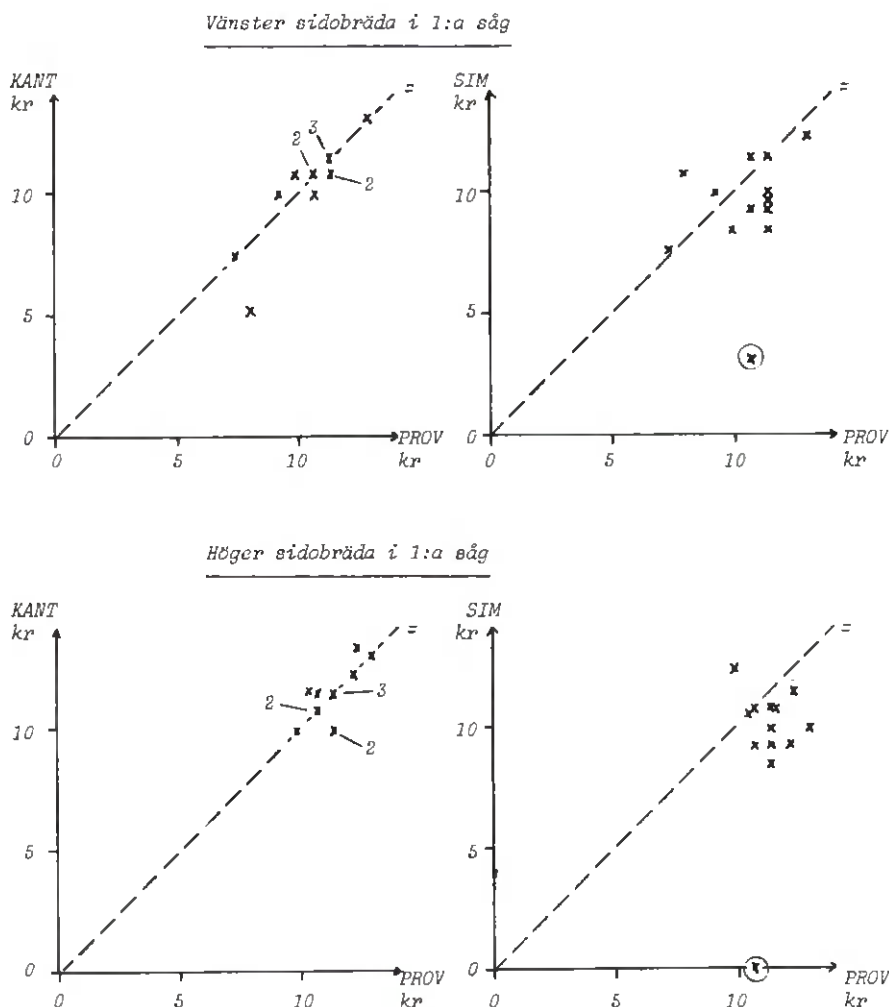 Vänster sidobräda i 1:a såg
KANT
kr
=
3
2
2
10
5
0
PROV
0 5 10 kr
SIM
kr
=
10
5
0
PROV
0 5 10 kr
Höger sidobräda i 1:a såg
KANT
kr
=
2
3
2
10
5
0
PROV
0 5 10 kr
SIM
kr
=
10
5
0
PROV
0 5 10 kr